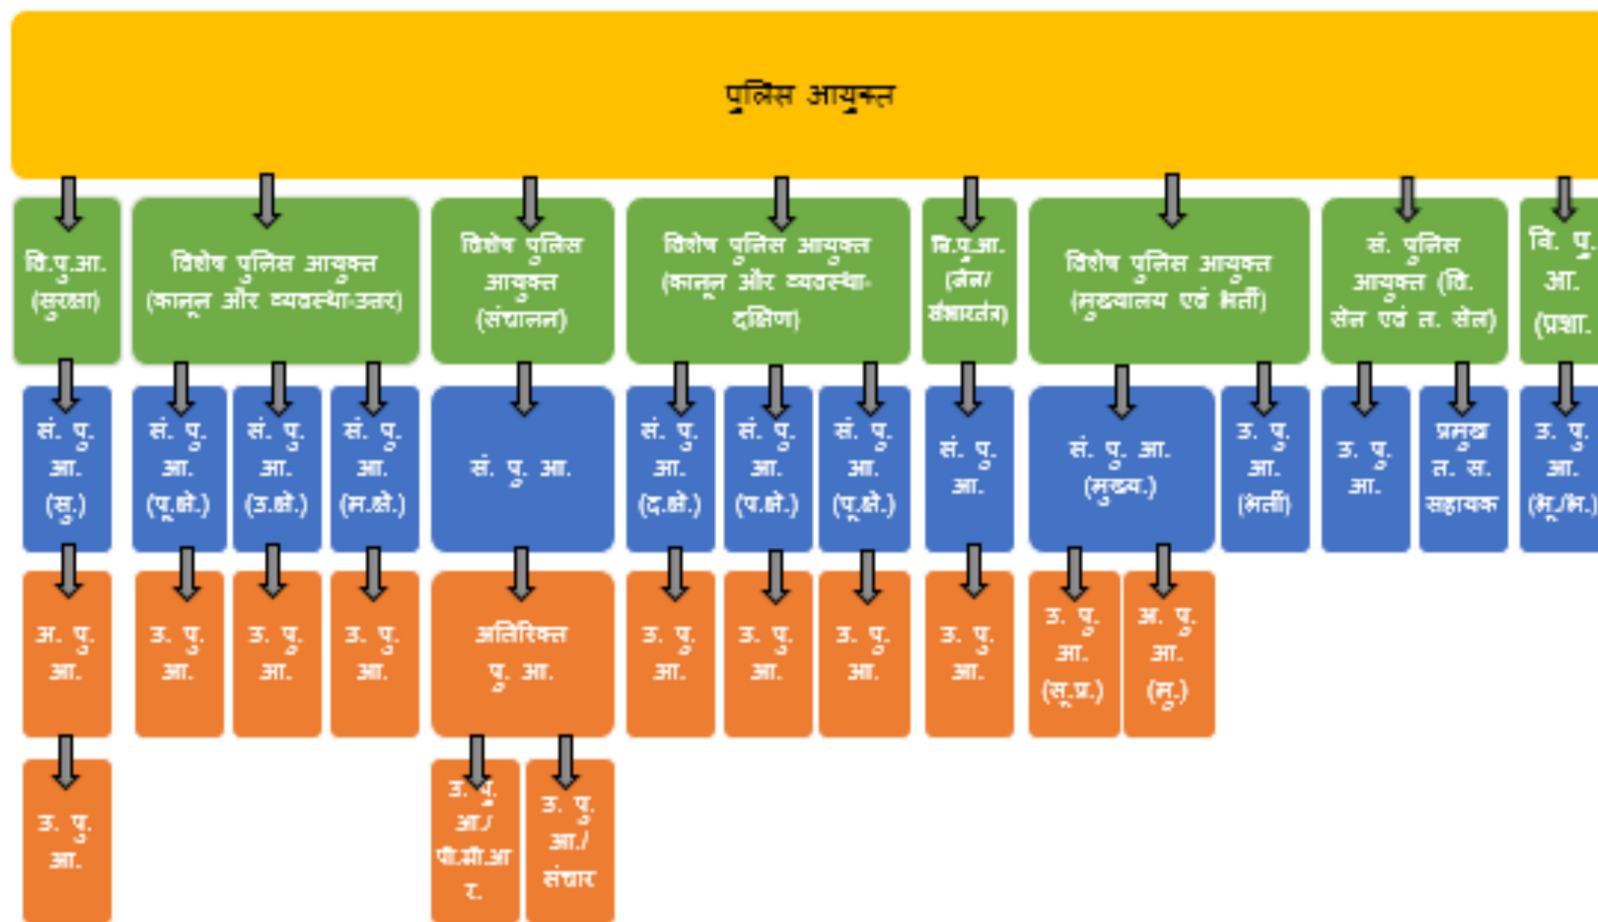 पुलिस आयुक्त
वि.पु.आ.
(सुरक्षा)
विशेष पुलिस आयुक्त
(कानून और व्यवस्था-उत्तर)
विशेष पुलिस
आयुक्त
(संचालन)
विशेष पुलिस आयुक्त
(कानून और व्यवस्था-
दक्षिण)
वि.पु.आ.
विशेष पुलिस आयुक्त
(मुख्यालय एवं भर्ती)
सं. पुलिस
आयुक्त (वि.
सेल एवं त. सेल)
वि. पु.
आ.
(प्रशा.
सं. पु.
आ.
(सु.)
सं. पु.
आ.
(पू.क्षे.)
सं. पु.
आ.
(उ.क्षे.)
सं. पु.
आ.
(म.क्षे.)
सं. पु. आ.
सं. पु.
आ.
(द.क्षे.)
सं. पु.
आ.
(प.क्षे.)
सं. पु.
आ.
(पू.क्षे.)
सं. पु.
आ.
सं. पु. आ.
(मुख्य.)
उ. पु.
आ.
(भर्ती)
उ. पु.
आ.
प्रमुख
त. स.
सहायक
उ. पु.
आ.
(भू./भ.)
अ. पु.
आ.
उ. पु.
आ.
उ. पु.
आ.
उ. पु.
आ.
अतिरिक्त
पु. आ.
उ. पु.
आ.
उ. पु.
आ.
उ. पु.
आ.
उ. पु.
आ.
उ. पु.
आ.
(सू.प्र.)
अ. पु.
आ.
(मु.)
उ. पु.
आ.
उ. पु.
आ./
पी.सी.आ
र.
उ. पु.
आ./
संचार